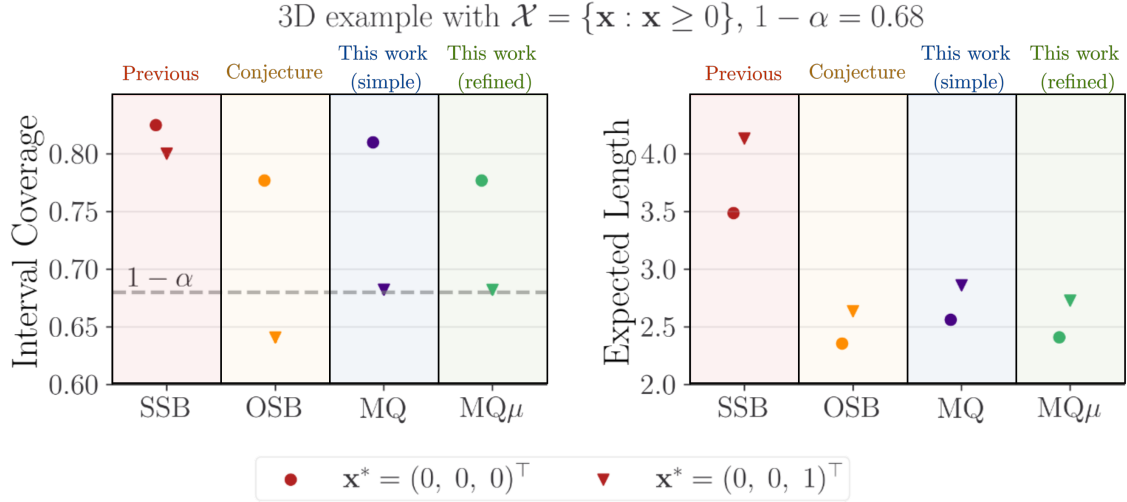 3D example with 𝒳 = {x : x ≥ 0}, 1 − α = 0.68
Previous
Conjecture
This work
(simple)
This work
(refined)
Interval Coverage
0.80
0.75
0.70
0.65
0.60
1 − α
SSB
OSB
MQ
MQμ
Previous
Conjecture
This work
(simple)
This work
(refined)
Expected Length
4.0
3.5
3.0
2.5
2.0
SSB
OSB
MQ
MQμ
x* = (0, 0, 0)⊤
x* = (0, 0, 1)⊤